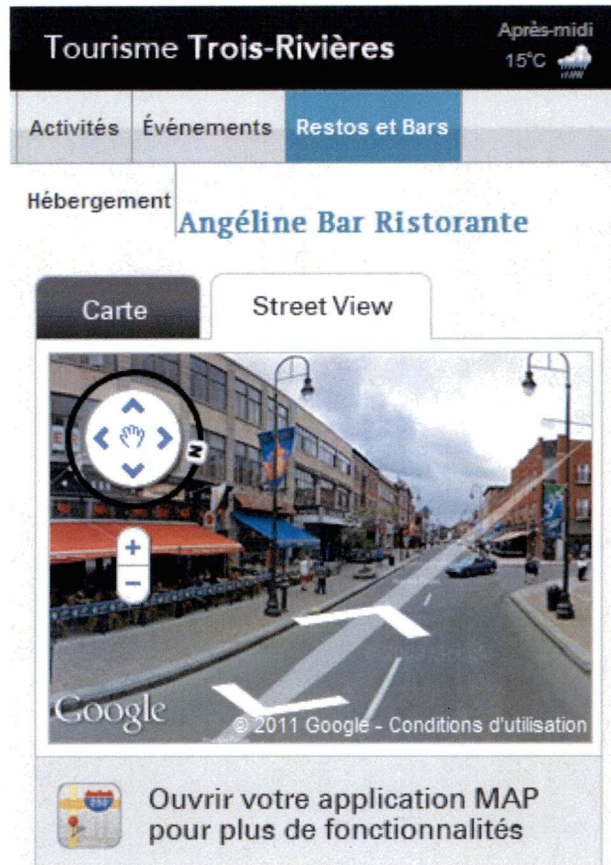 Tourisme Trois-Rivières
Après-midi
15°C
Activités
Événements
Restos et Bars
Hébergement
Angéline Bar Ristorante
Carte
Street View
N
+
−
Google
© 2011 Google - Conditions d'utilisation
Ouvrir votre application MAP
pour plus de fonctionnalités